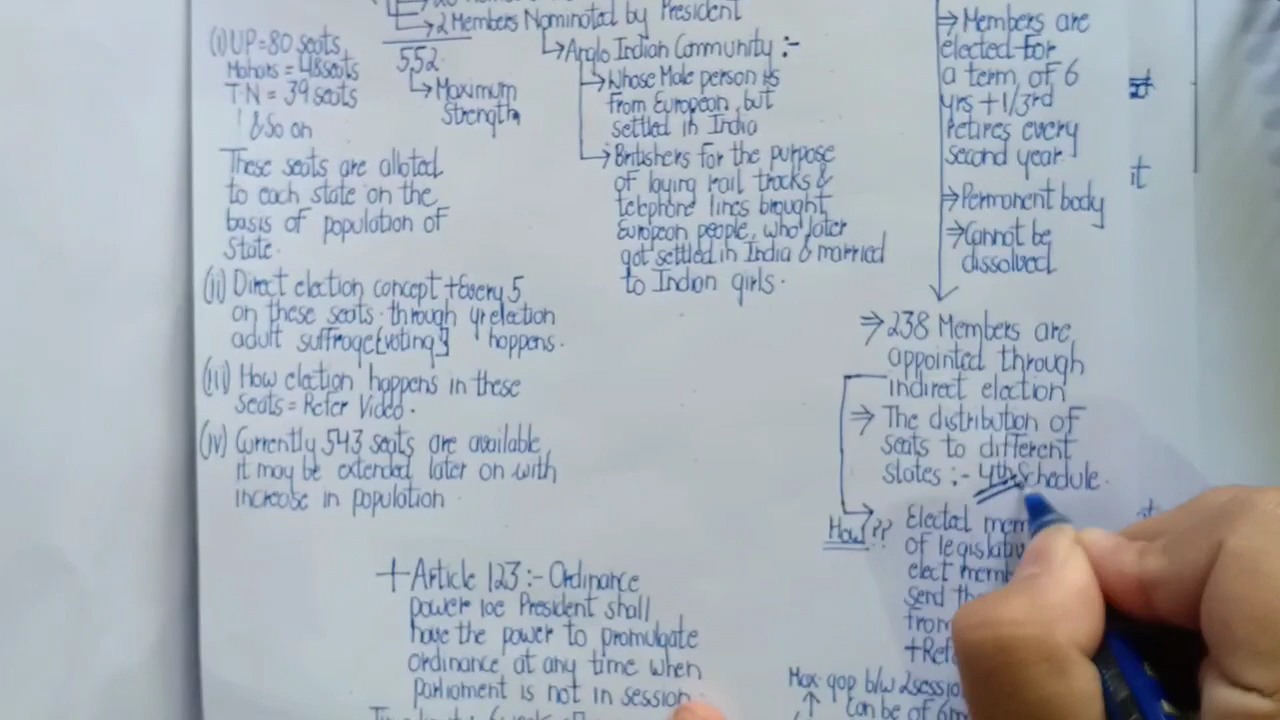 → 2 Members Nominated by President
552
→ Maximum
Strength
(i) UP = 80 seats
Mahars = 48 seats
T.N = 39 seats
! & So on
These seats are alloted
to each state on the
basis of population of
state.
(ii) Direct election concept + Every 5
on these seats through yr election
adult suffrage [voting] happens.
(iii) How election happens in these
Seats = Refer Video.
(iv) Currently 543 seats are available,
it may be extended later on with
increase in population
→ Anglo Indian Community :-
→ Whose Male person is
from European, but
settled in India
→ Britishers for the purpose
of laying rail tracks &
telephone lines brought
European people, who later
got settled in India & married
to Indian girls.
+ Article 123 :- Ordinance
power ie President shall
have the power to promulgate
ordinance at any time when
parliament is not in session
⇒ Members are
elected for
a term of 6
yrs + 1/3rd
retires every
second year
⇒ Permanent body
⇒ Cannot be
dissolved
⇒ 238 Members are
appointed through
indirect election
⇒ The distribution of
seats to different
states :- 4th Schedule.
How?? Elected mem
of legislativ
elect memb
send th
from
+ Ref
Max. gap b/w 2 sessio
↑ can be of 6 m
it